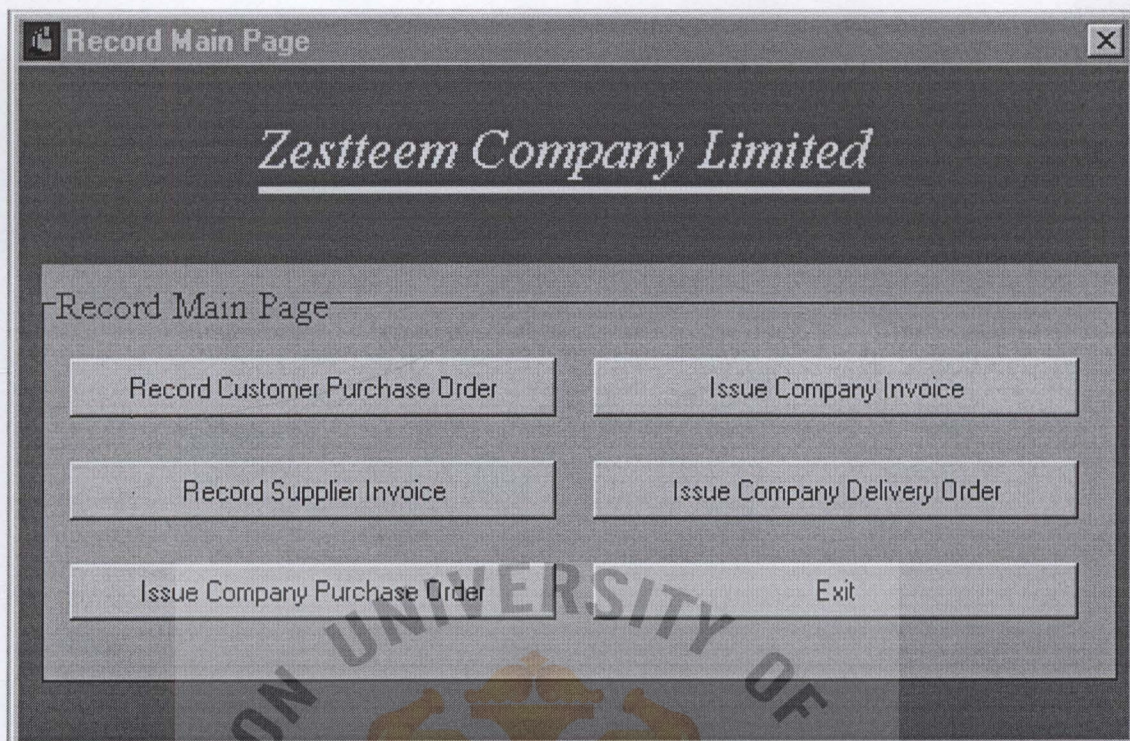 Record Main Page
Zestteem Company Limited
Record Main Page
Record Customer Purchase Order
Issue Company Invoice
Record Supplier Invoice
Issue Company Delivery Order
Issue Company Purchase Order
Exit
ON UNIVERSITY OF